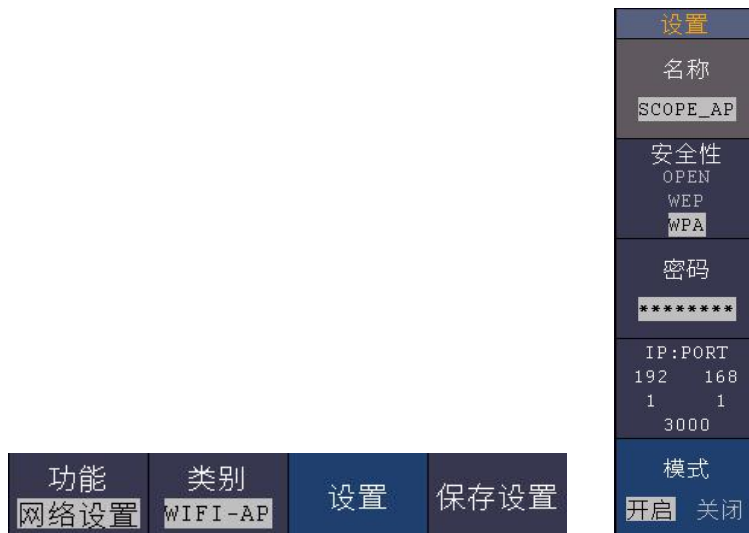 设置
名称
SCOPE_AP
安全性
OPEN
WEP
WPA
密码
********
IP:PORT
192 168
1 1
3000
模式
开启 关闭
功能 类别 设置 保存设置
网络设置 WIFI-AP